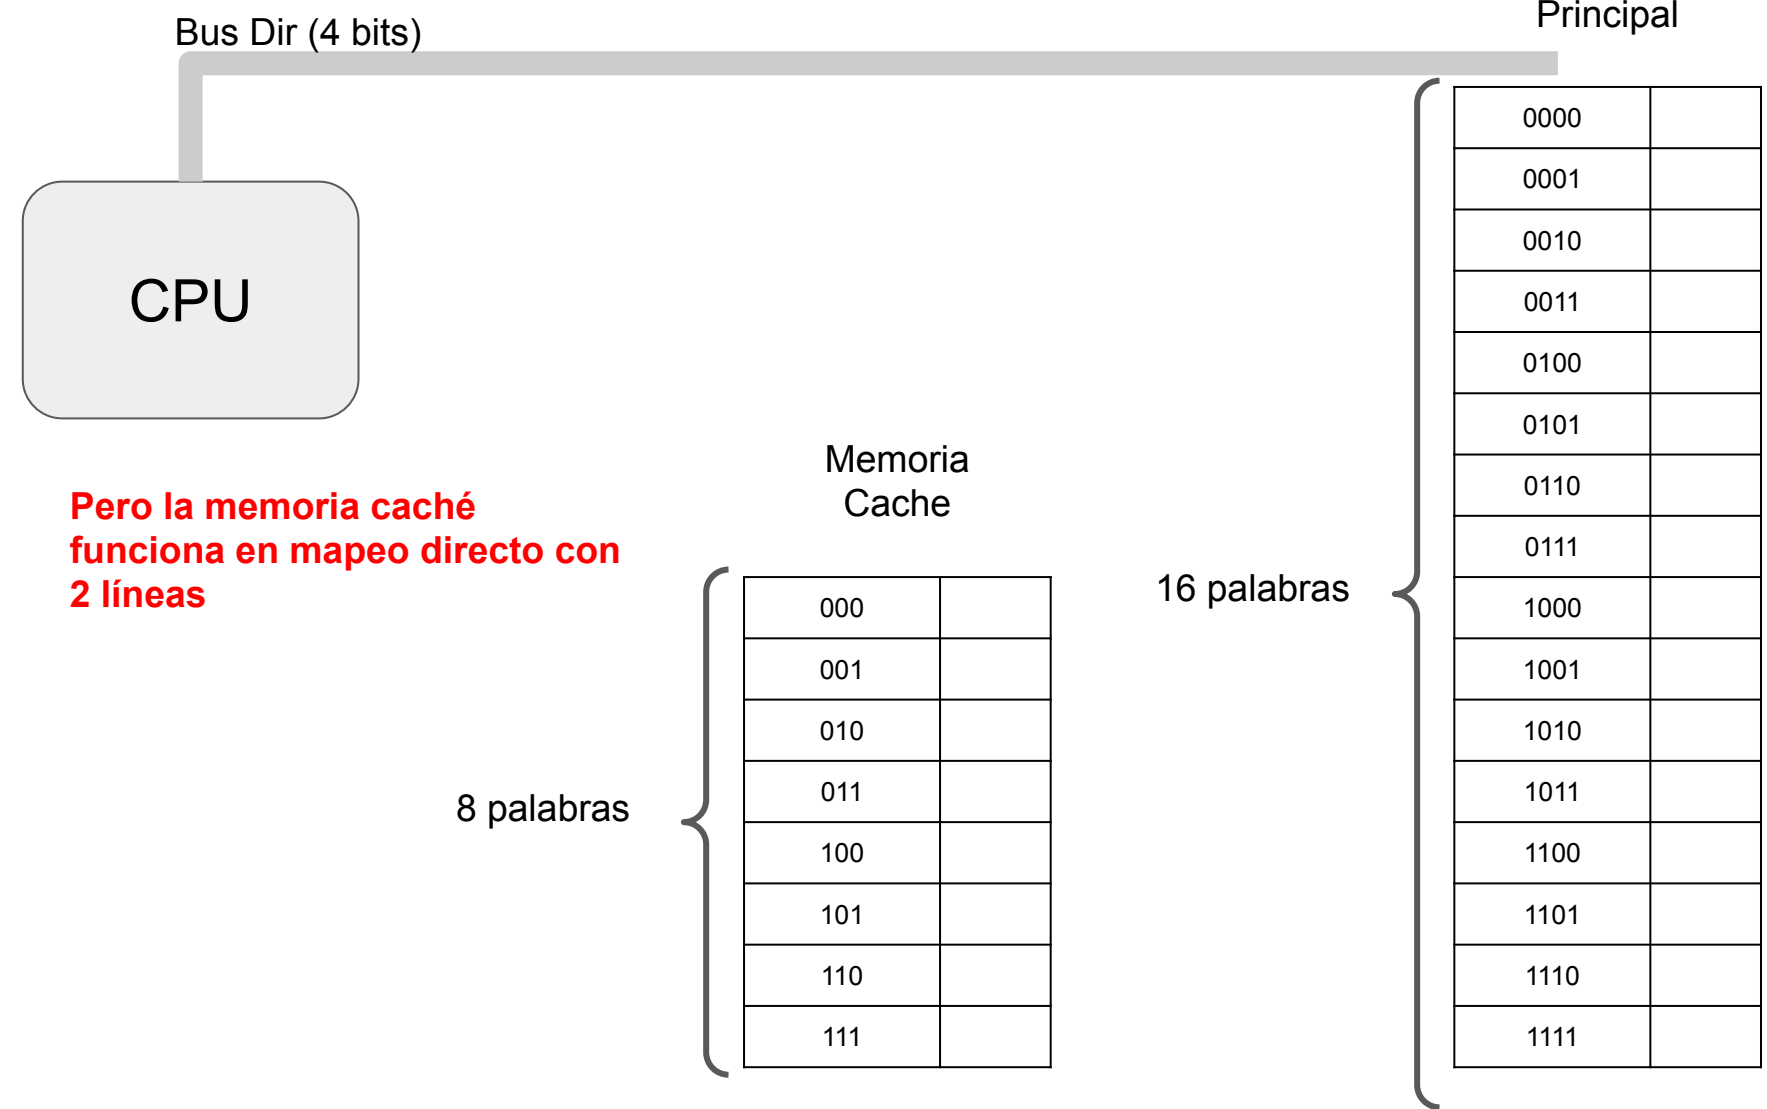 Principal
Bus Dir (4 bits)
CPU
Pero la memoria caché
funciona en mapeo directo con
2 líneas
Memoria
Cache
8 palabras
000
001
010
011
100
101
110
111
16 palabras
0000
0001
0010
0011
0100
0101
0110
0111
1000
1001
1010
1011
1100
1101
1110
1111